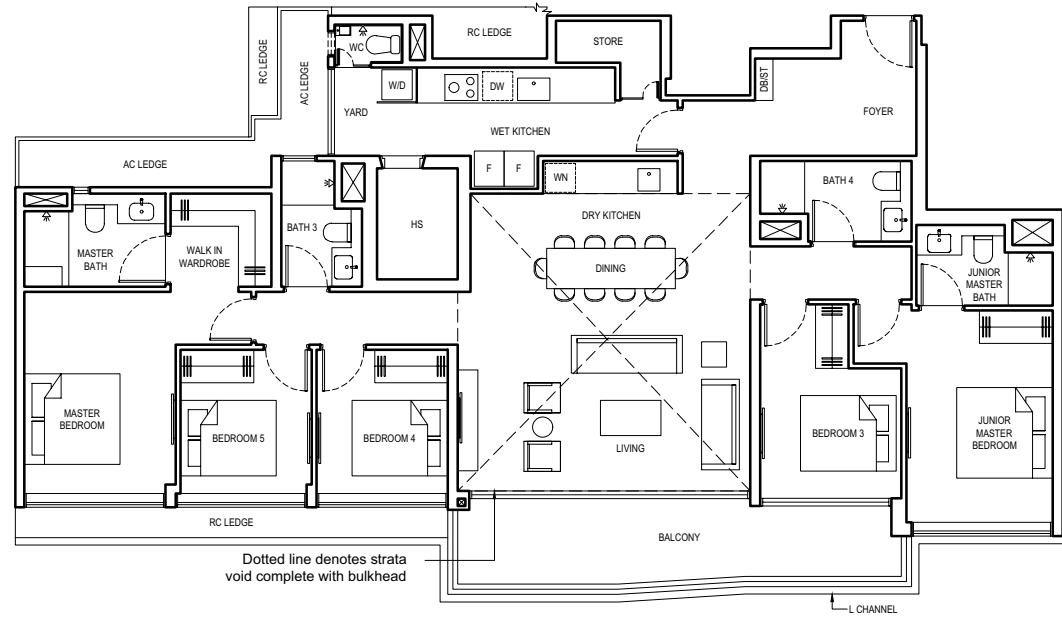 RC LEDGE
STORE
WC
RC LEDGE
AC LEDGE
DB/ST
W/D
DW
YARD
FOYER
WET KITCHEN
AC LEDGE
F
F
WN
BATH 4
DRY KITCHEN
HS
BATH 3
MASTER
BATH
WALK IN
WARDROBE
DINING
JUNIOR
MASTER
BATH
MASTER
BEDROOM
BEDROOM 5
BEDROOM 4
LIVING
BEDROOM 3
JUNIOR
MASTER
BEDROOM
RC LEDGE
BALCONY
Dotted line denotes strata
void complete with bulkhead
L CHANNEL